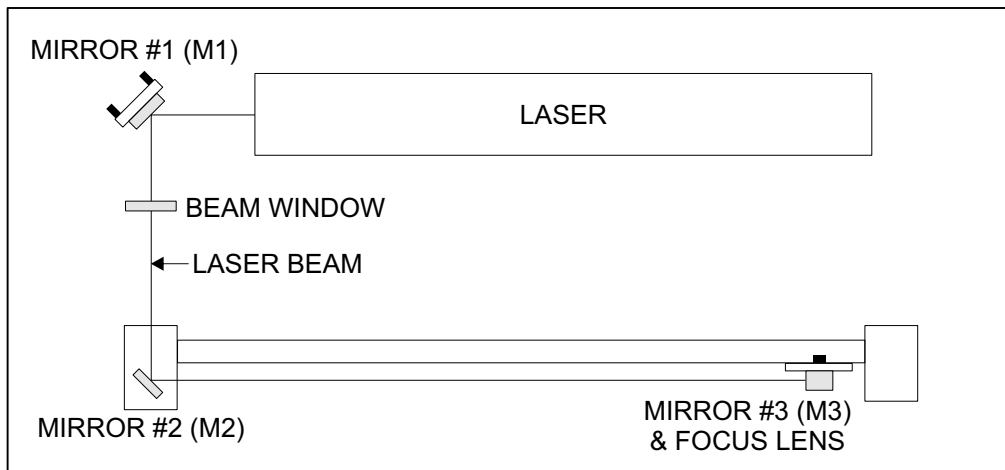 MIRROR #1 (M1)
LASER
BEAM WINDOW
LASER BEAM
MIRROR #2 (M2)
MIRROR #3 (M3)
& FOCUS LENS